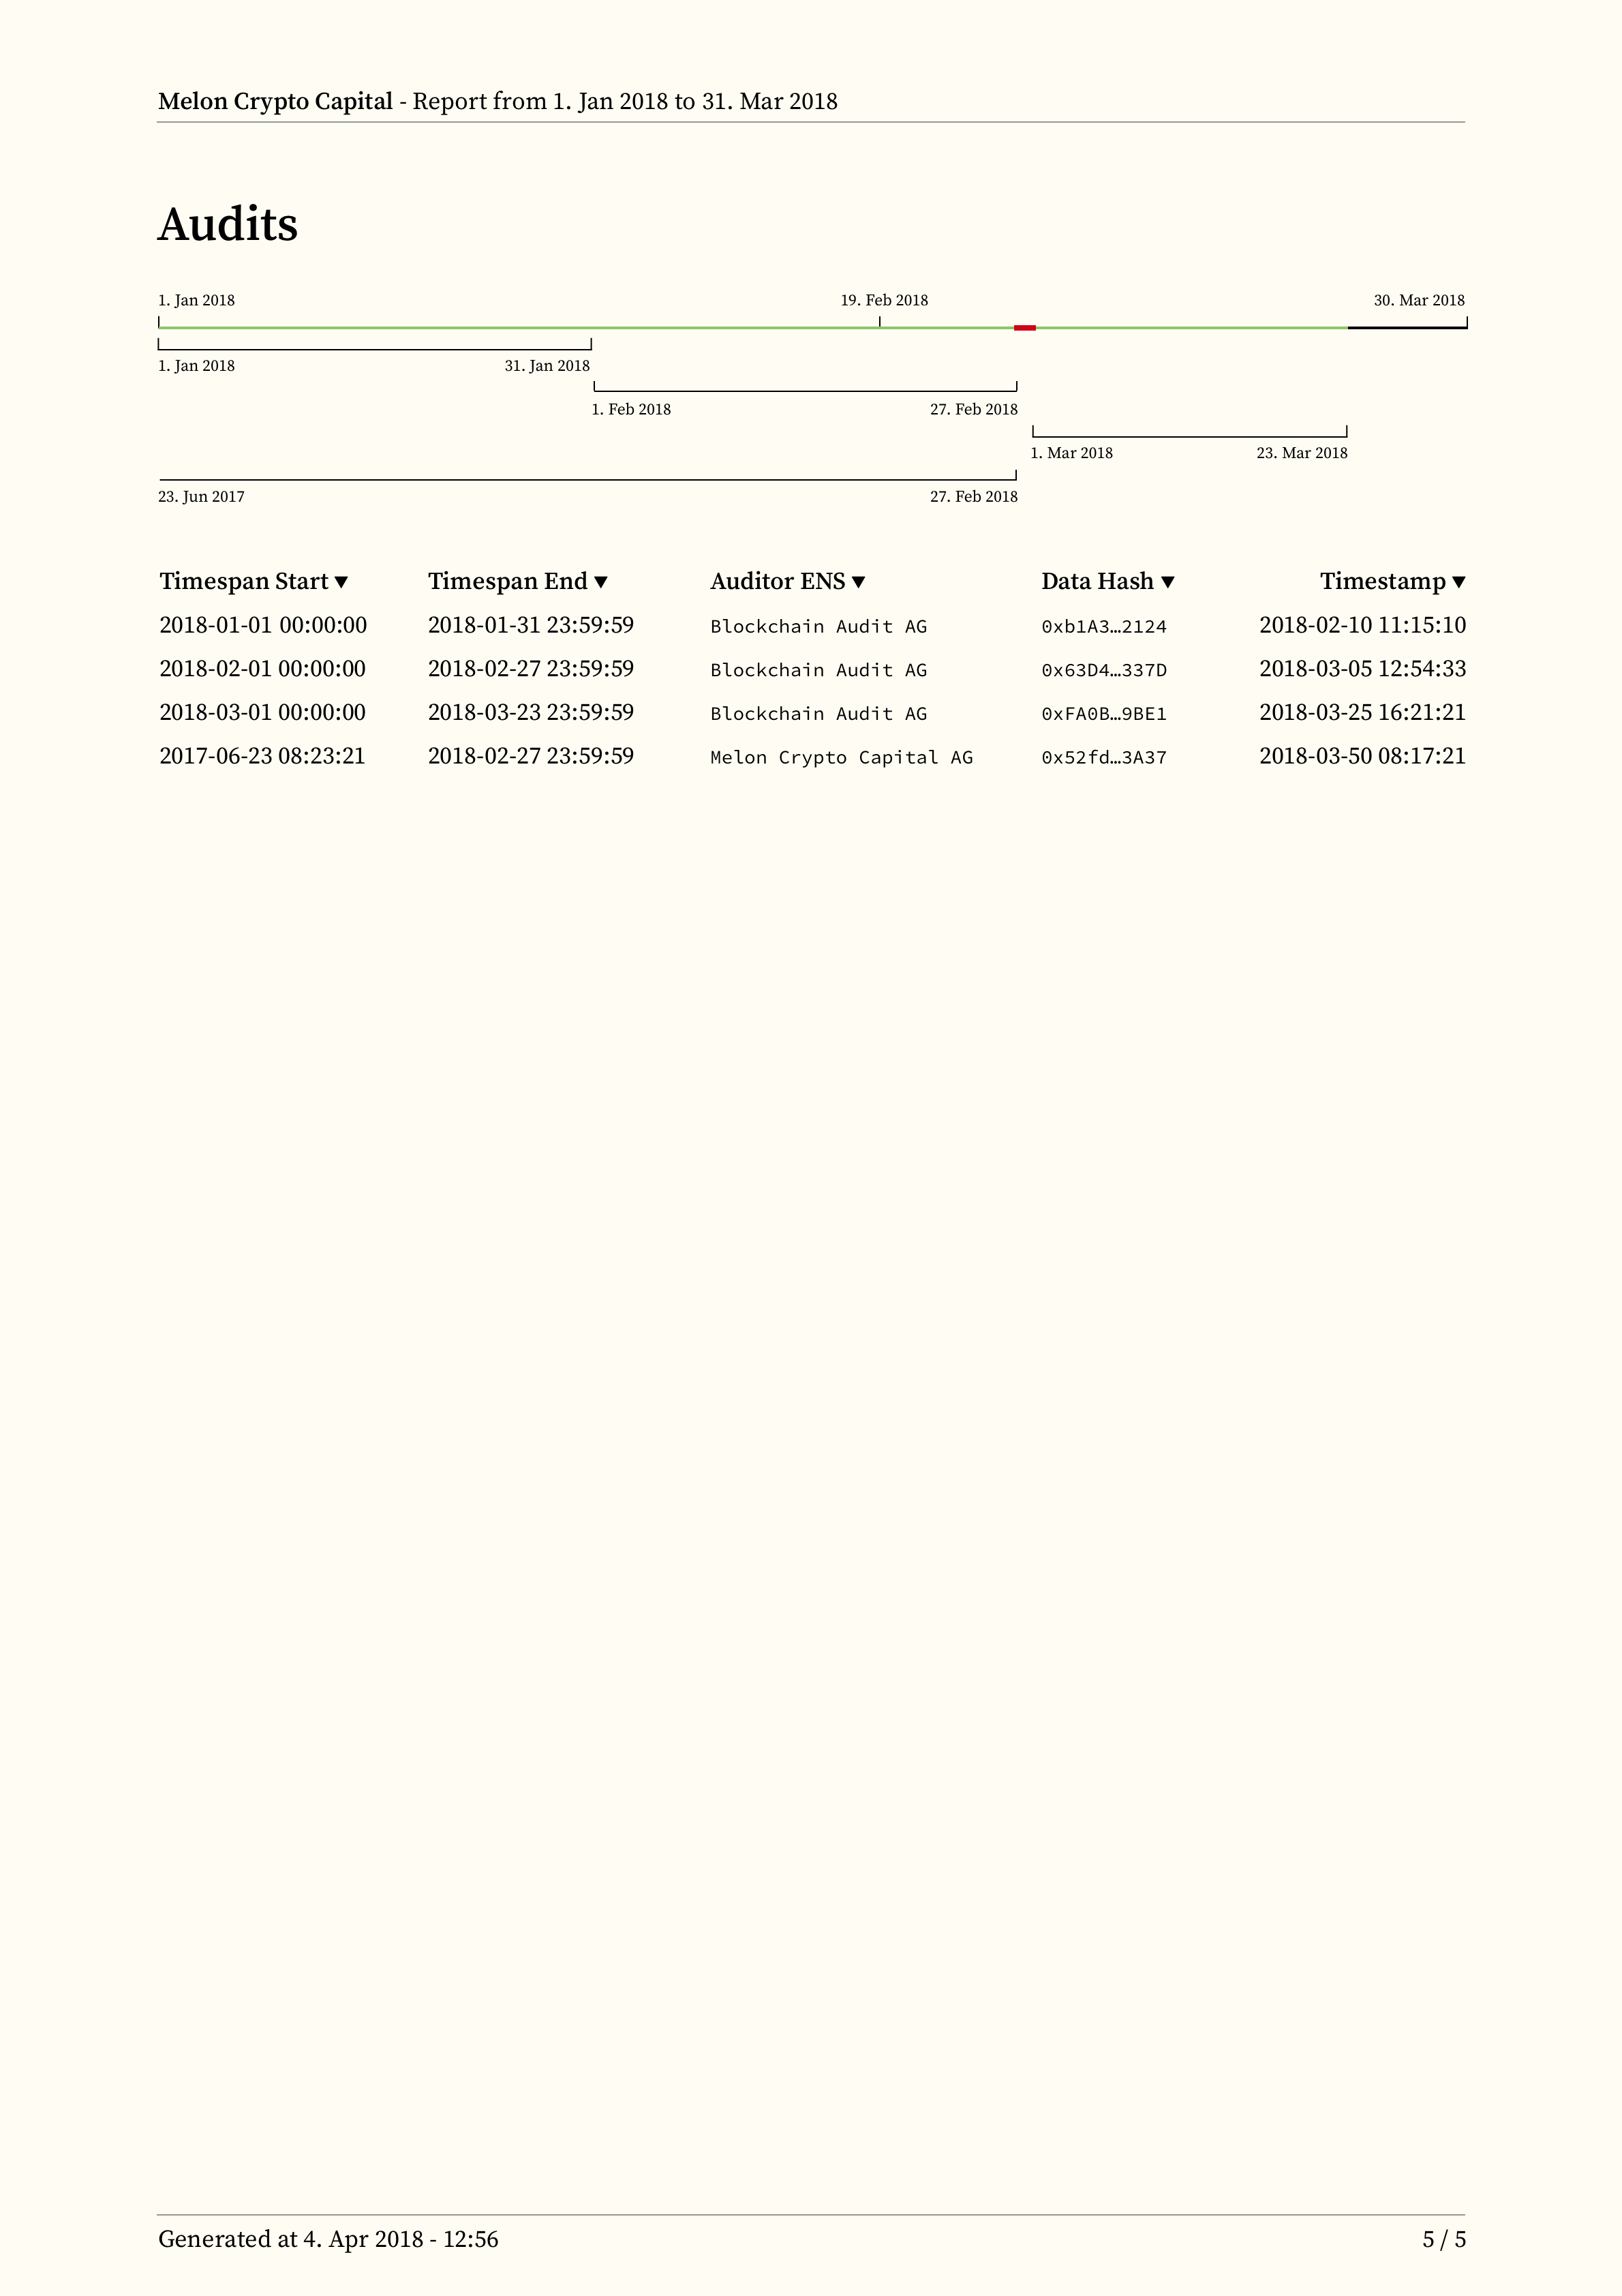 Melon Crypto Capital - Report from 1. Jan 2018 to 31. Mar 2018
Audits
1. Jan 2018 19. Feb 2018 30. Mar 2018
1. Jan 2018 31. Jan 2018
1. Feb 2018 27. Feb 2018
1. Mar 2018 23. Mar 2018
23. Jun 2017 27. Feb 2018
Timespan Start ▼ Timespan End ▼ Auditor ENS ▼ Data Hash ▼ Timestamp ▼
2018-01-01 00:00:00 2018-01-31 23:59:59 Blockchain Audit AG 0xb1A3…2124 2018-02-10 11:15:10
2018-02-01 00:00:00 2018-02-27 23:59:59 Blockchain Audit AG 0x63D4…337D 2018-03-05 12:54:33
2018-03-01 00:00:00 2018-03-23 23:59:59 Blockchain Audit AG 0xFA0B…9BE1 2018-03-25 16:21:21
2017-06-23 08:23:21 2018-02-27 23:59:59 Melon Crypto Capital AG 0x52fd…3A37 2018-03-50 08:17:21
Generated at 4. Apr 2018 - 12:56 5 / 5